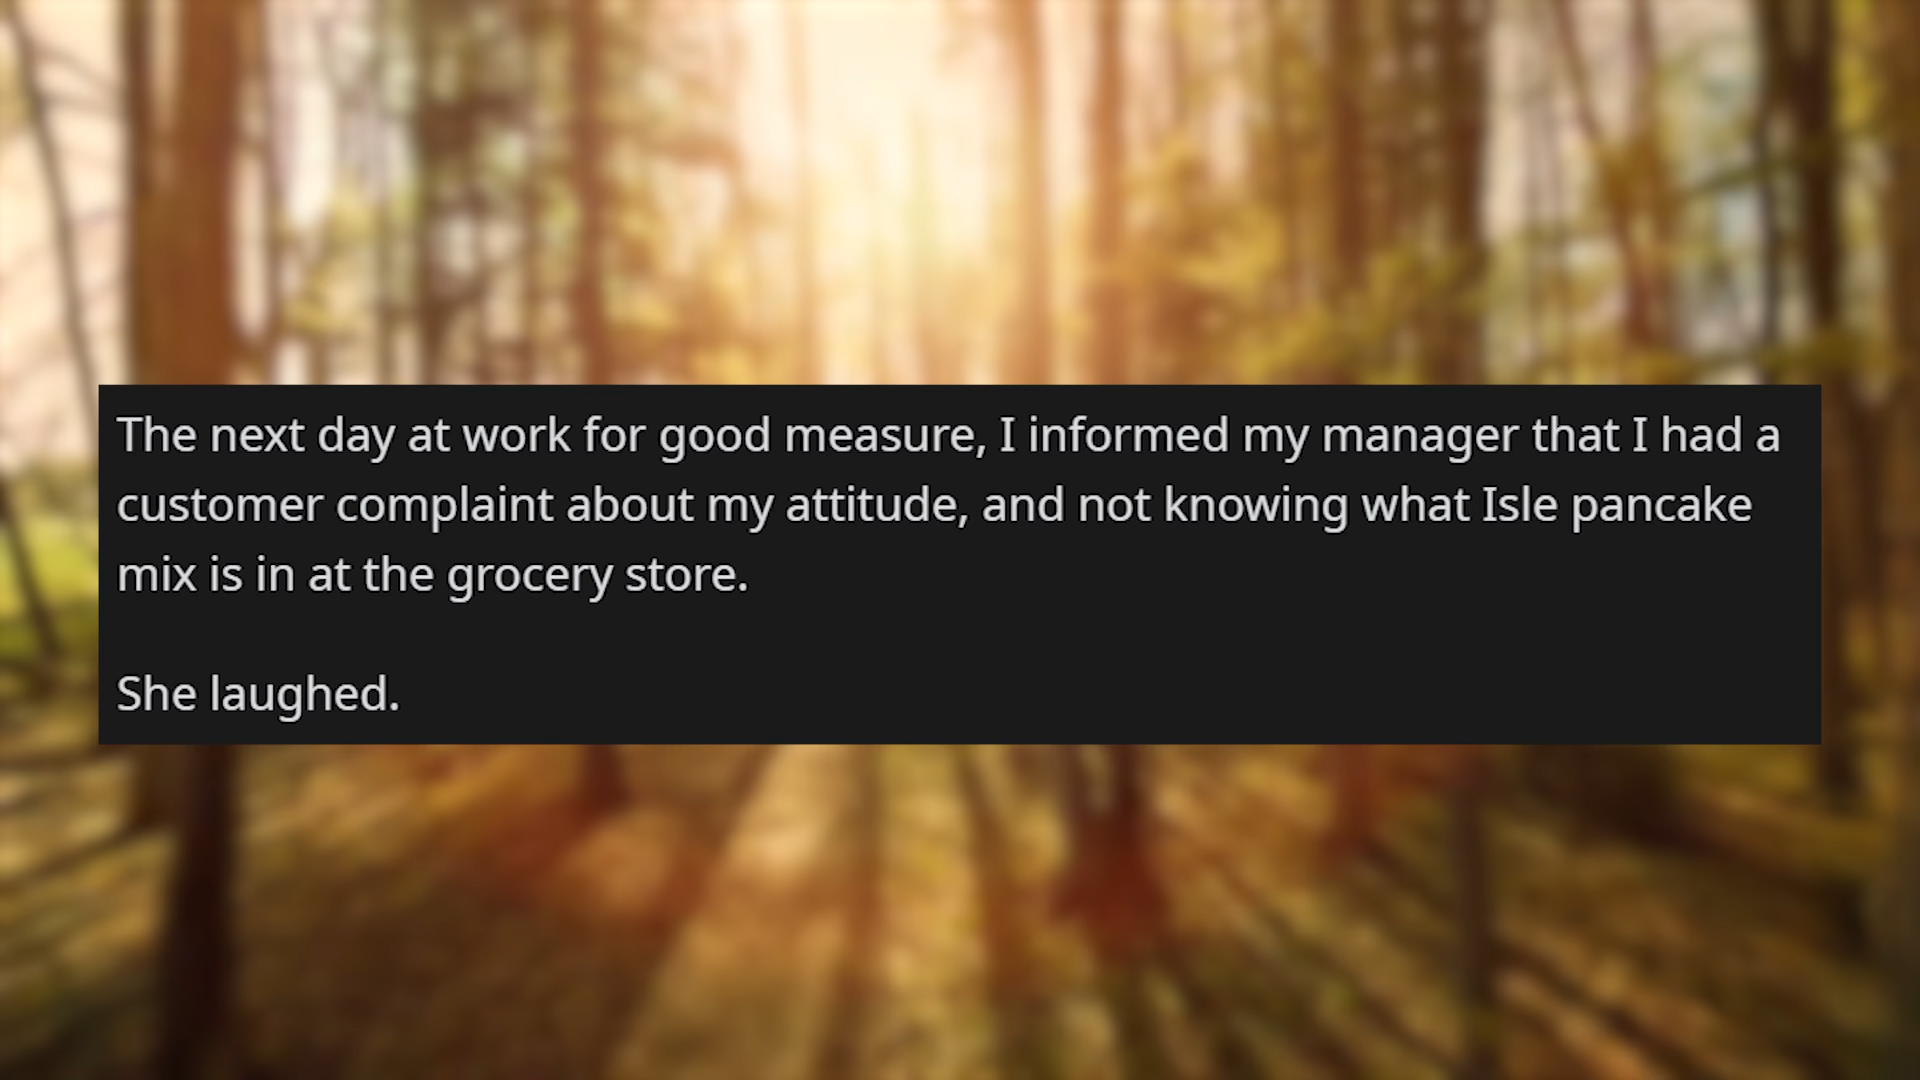 The next day at work for good measure, I informed my manager that I had a
customer complaint about my attitude, and not knowing what Isle pancake
mix is in at the grocery store.
She laughed.